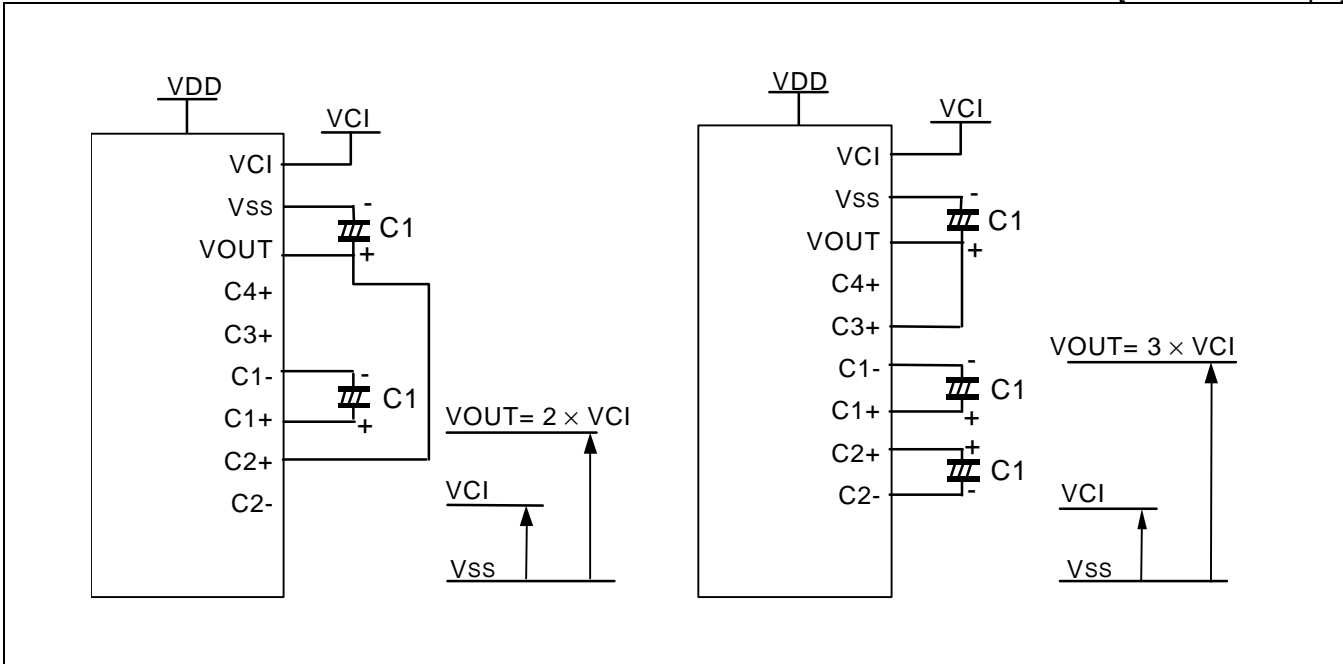 VDD
VCI
VCI
Vss
-
C1
VOUT
+
C4+
C3+
C1-
-
C1
C1+
+
C2+
C2-
VOUT= 2 × VCI
VCI
Vss
VDD
VCI
VCI
Vss
-
C1
VOUT
+
C4+
C3+
C1-
-
C1
C1+
+
C2+
+
C1
C2-
-
VOUT= 3 × VCI
VCI
Vss